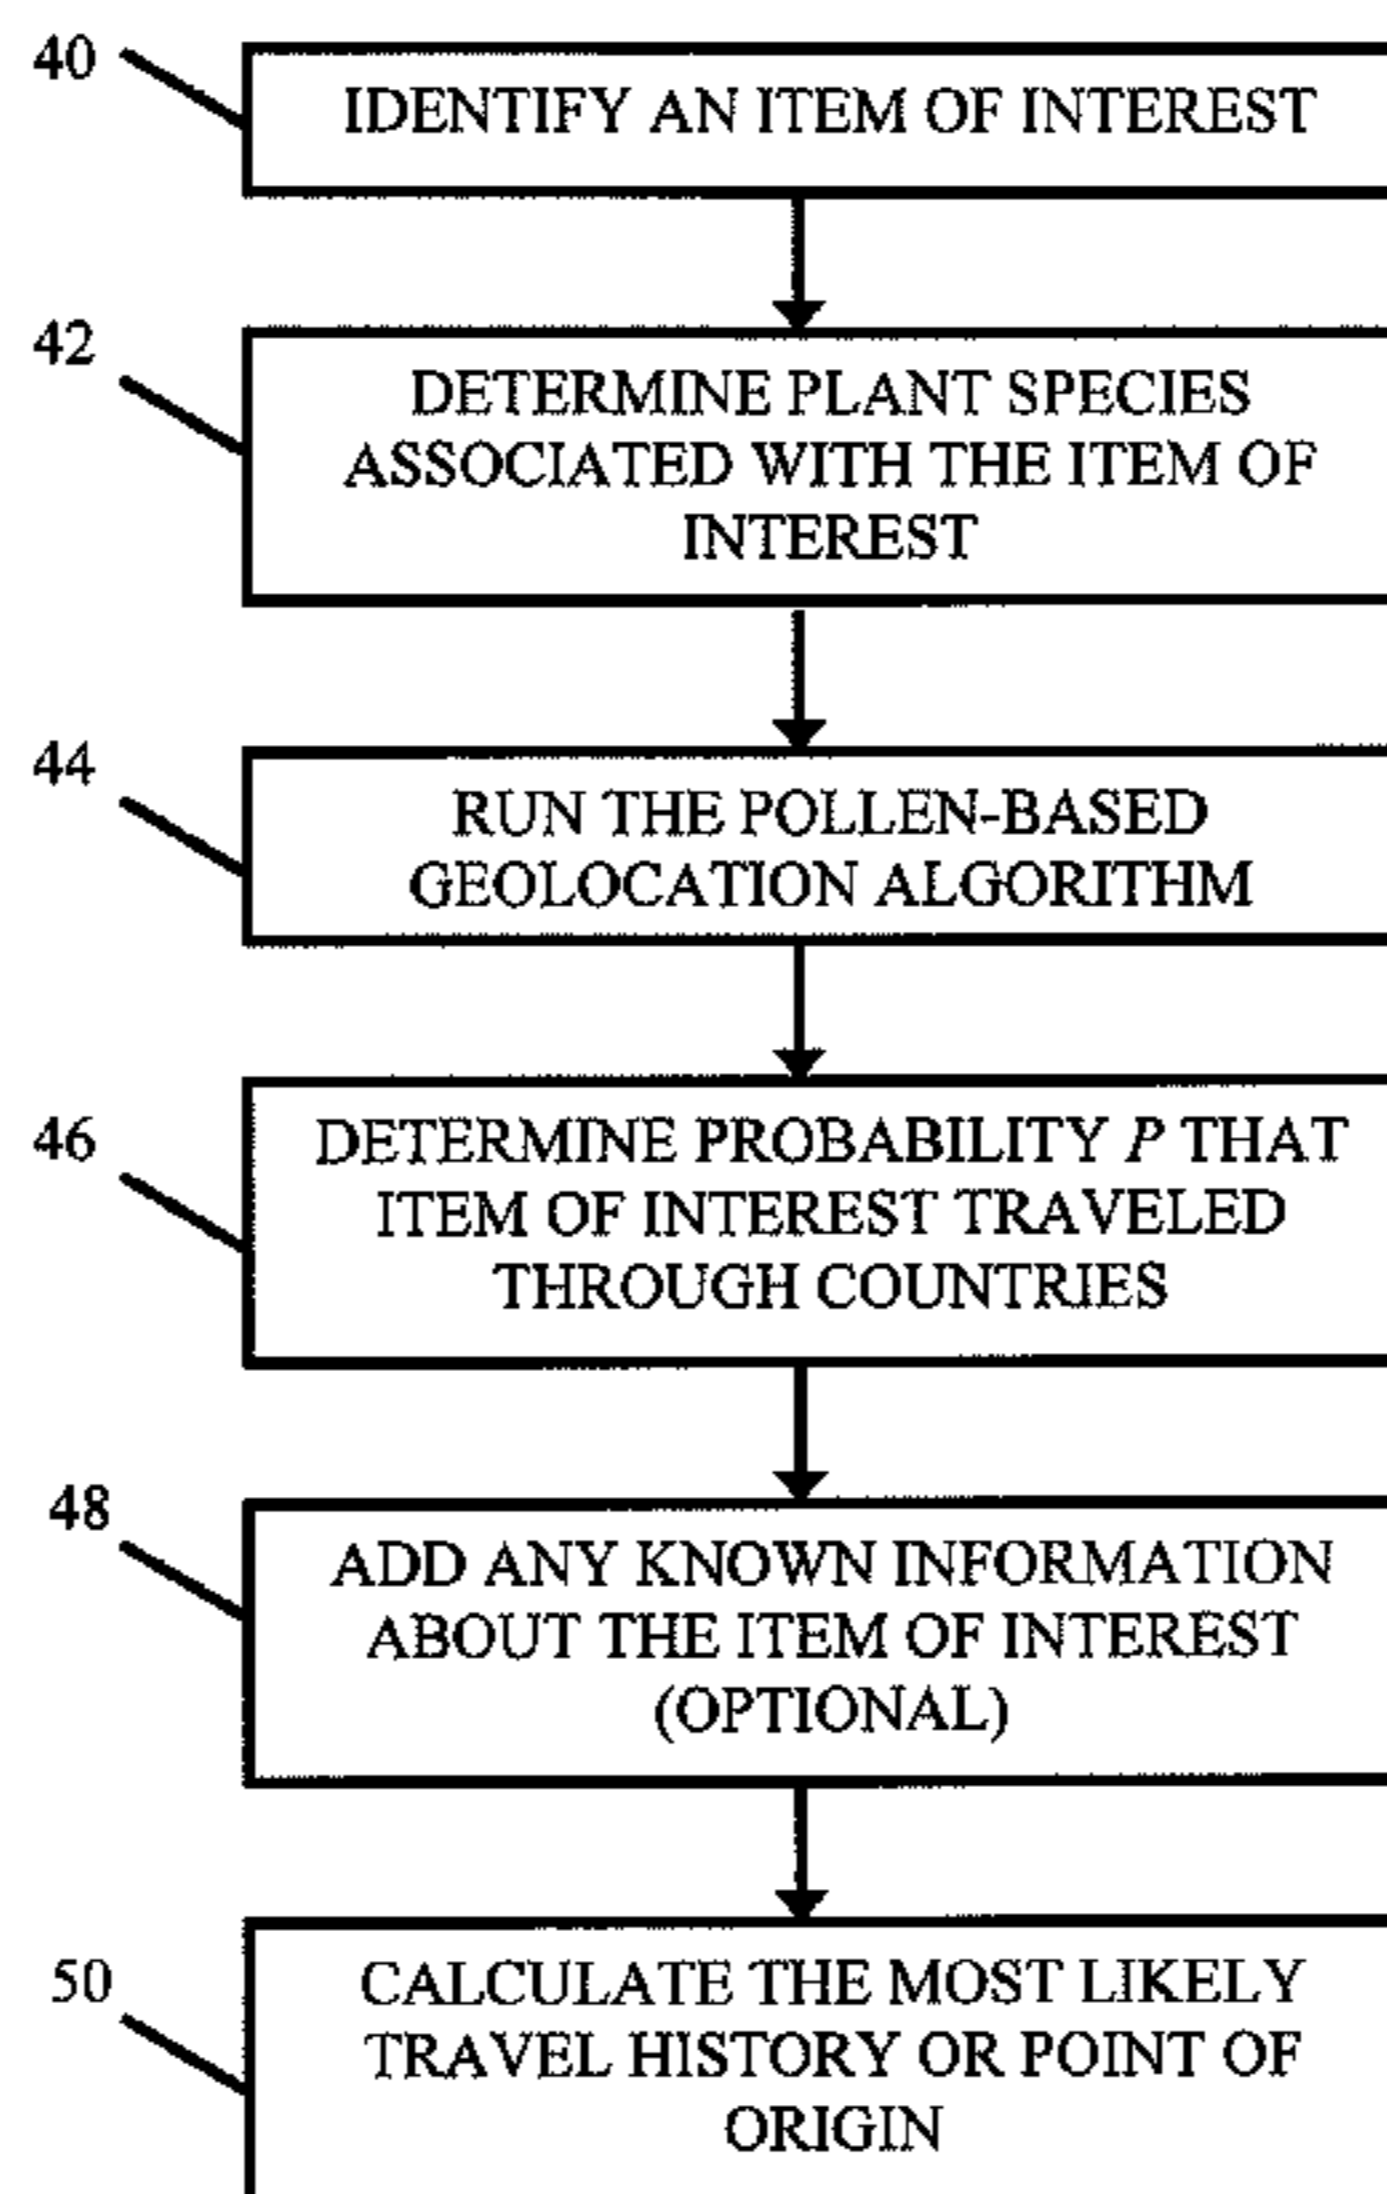 40
IDENTIFY AN ITEM OF INTEREST
42
DETERMINE PLANT SPECIES
ASSOCIATED WITH THE ITEM OF
INTEREST
44
RUN THE POLLEN-BASED
GEOLOCATION ALGORITHM
46
DETERMINE PROBABILITY P THAT
ITEM OF INTEREST TRAVELED
THROUGH COUNTRIES
48
ADD ANY KNOWN INFORMATION
ABOUT THE ITEM OF INTEREST
(OPTIONAL)
50
CALCULATE THE MOST LIKELY
TRAVEL HISTORY OR POINT OF
ORIGIN